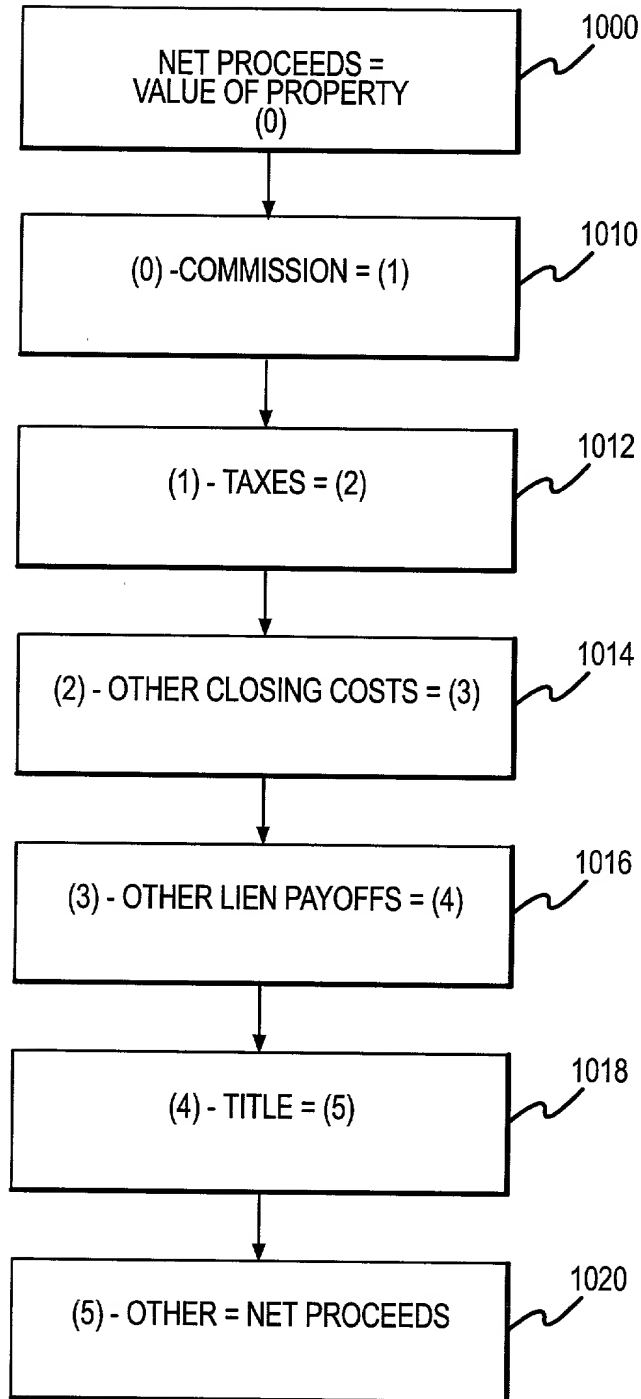 1000
NET PROCEEDS =
VALUE OF PROPERTY
(0)
1010
(0) -COMMISSION = (1)
1012
(1) - TAXES = (2)
1014
(2) - OTHER CLOSING COSTS = (3)
1016
(3) - OTHER LIEN PAYOFFS = (4)
1018
(4) - TITLE = (5)
1020
(5) - OTHER = NET PROCEEDS